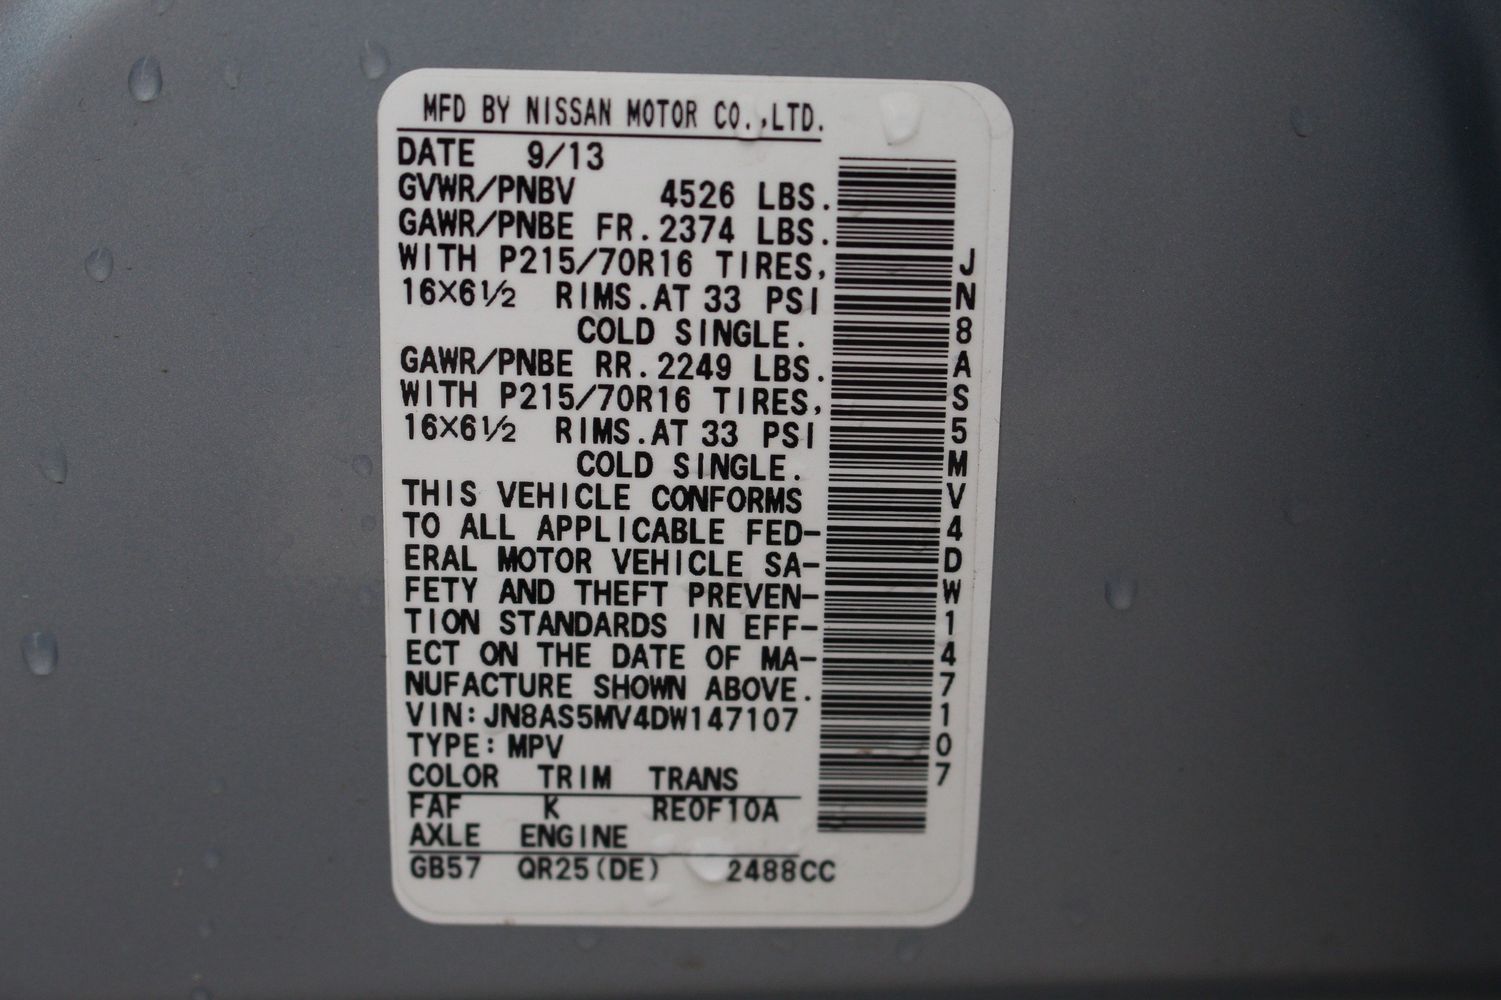 MFD BY NISSAN MOTOR CO.,LTD.
DATE 9/13
GVWR/PNBV 4526 LBS.
GAWR/PNBE FR.2374 LBS.
WITH P215/70R16 TIRES,
16×6½ RIMS.AT 33 PSI
COLD SINGLE.
GAWR/PNBE RR.2249 LBS.
WITH P215/70R16 TIRES,
16×6½ RIMS.AT 33 PSI
COLD SINGLE.
THIS VEHICLE CONFORMS
TO ALL APPLICABLE FED-
ERAL MOTOR VEHICLE SA-
FETY AND THEFT PREVEN-
TION STANDARDS IN EFF-
ECT ON THE DATE OF MA-
NUFACTURE SHOWN ABOVE.
VIN:JN8AS5MV4DW147107
TYPE:MPV
COLOR TRIM TRANS
FAF K RE0F10A
AXLE ENGINE
GB57 QR25(DE) 2488CC
JN8AS5MV4DW147107